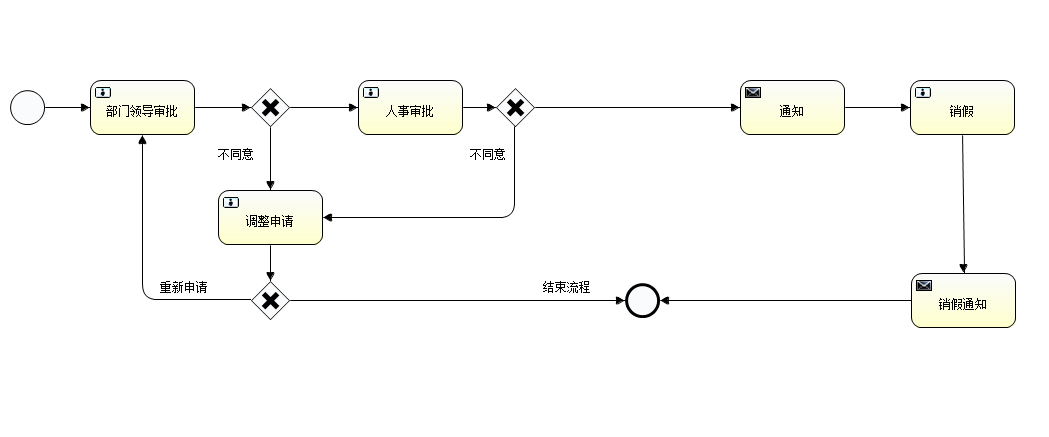 部门领导审批
人事审批
通知
销假
不同意
不同意
调整申请
重新申请
结束流程
销假通知